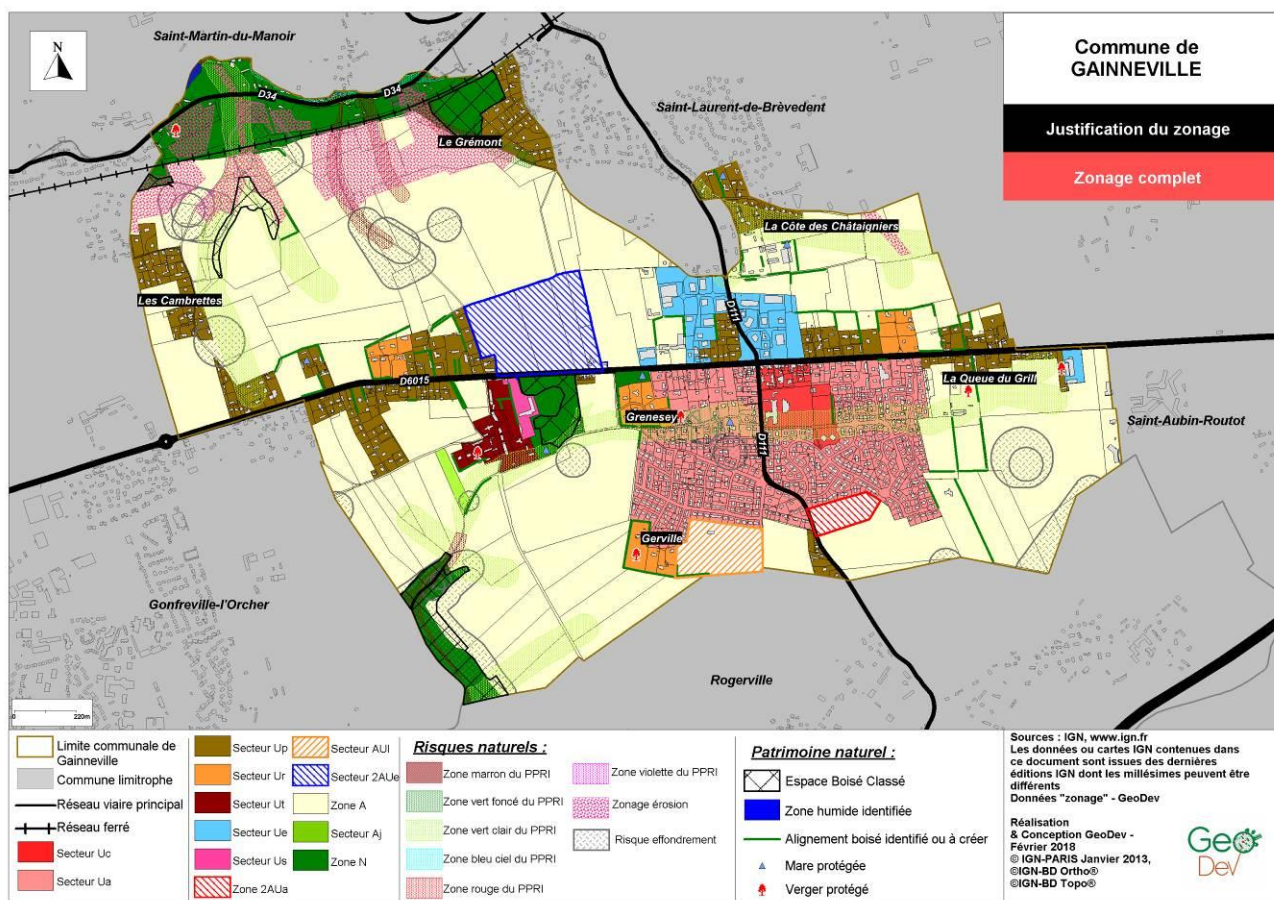 Saint-Martin-du-Manoir
N
Commune de
GAINNEVILLE
Justification du zonage
Zonage complet
D34
D34
Saint-Laurent-de-Brèvedent
Le Grémont
La Côte des Châtaigniers
Les Cambrettes
D111
D6015
La Queue du Grill
Grenesey
Saint-Aubin-Routot
D111
Gerville
Gonfreville-l'Orcher
Rogerville
0 220m
Limite communale de
Gainneville
Commune limitrophe
Réseau viaire principal
Réseau ferré
Secteur Uc
Secteur Ua
Secteur Up
Secteur Ur
Secteur Ut
Secteur Ue
Secteur Us
Zone 2AUa
Secteur AUl
Secteur 2AUe
Zone A
Secteur Aj
Zone N
Risques naturels :
Zone marron du PPRI
Zone vert foncé du PPRI
Zone vert clair du PPRI
Zone bleu ciel du PPRI
Zone rouge du PPRI
Zone violette du PPRI
Zonage érosion
Risque effondrement
Patrimoine naturel :
Espace Boisé Classé
Zone humide identifiée
Alignement boisé identifié ou à créer
Mare protégée
Verger protégé
Sources : IGN, www.ign.fr
Les données ou cartes IGN contenues dans
ce document sont issues des dernières
éditions IGN dont les millésimes peuvent être
différents
Données "zonage" - GeoDev
Réalisation
& Conception GeoDev -
Février 2018
© IGN-PARIS Janvier 2013,
©IGN-BD Ortho®
©IGN-BD Topo®
Geo
Dev